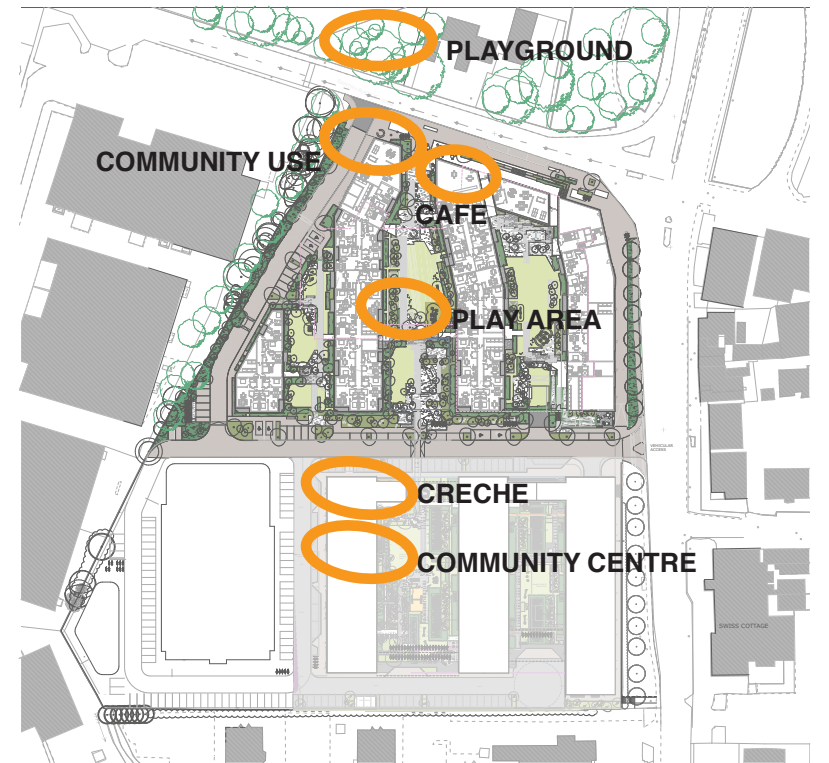 PLAYGROUND
COMMUNITY USE
CAFE
PLAY AREA
VEHICULAR
ACCESS
CRECHE
COMMUNITY CENTRE
SWISS COTTAGE